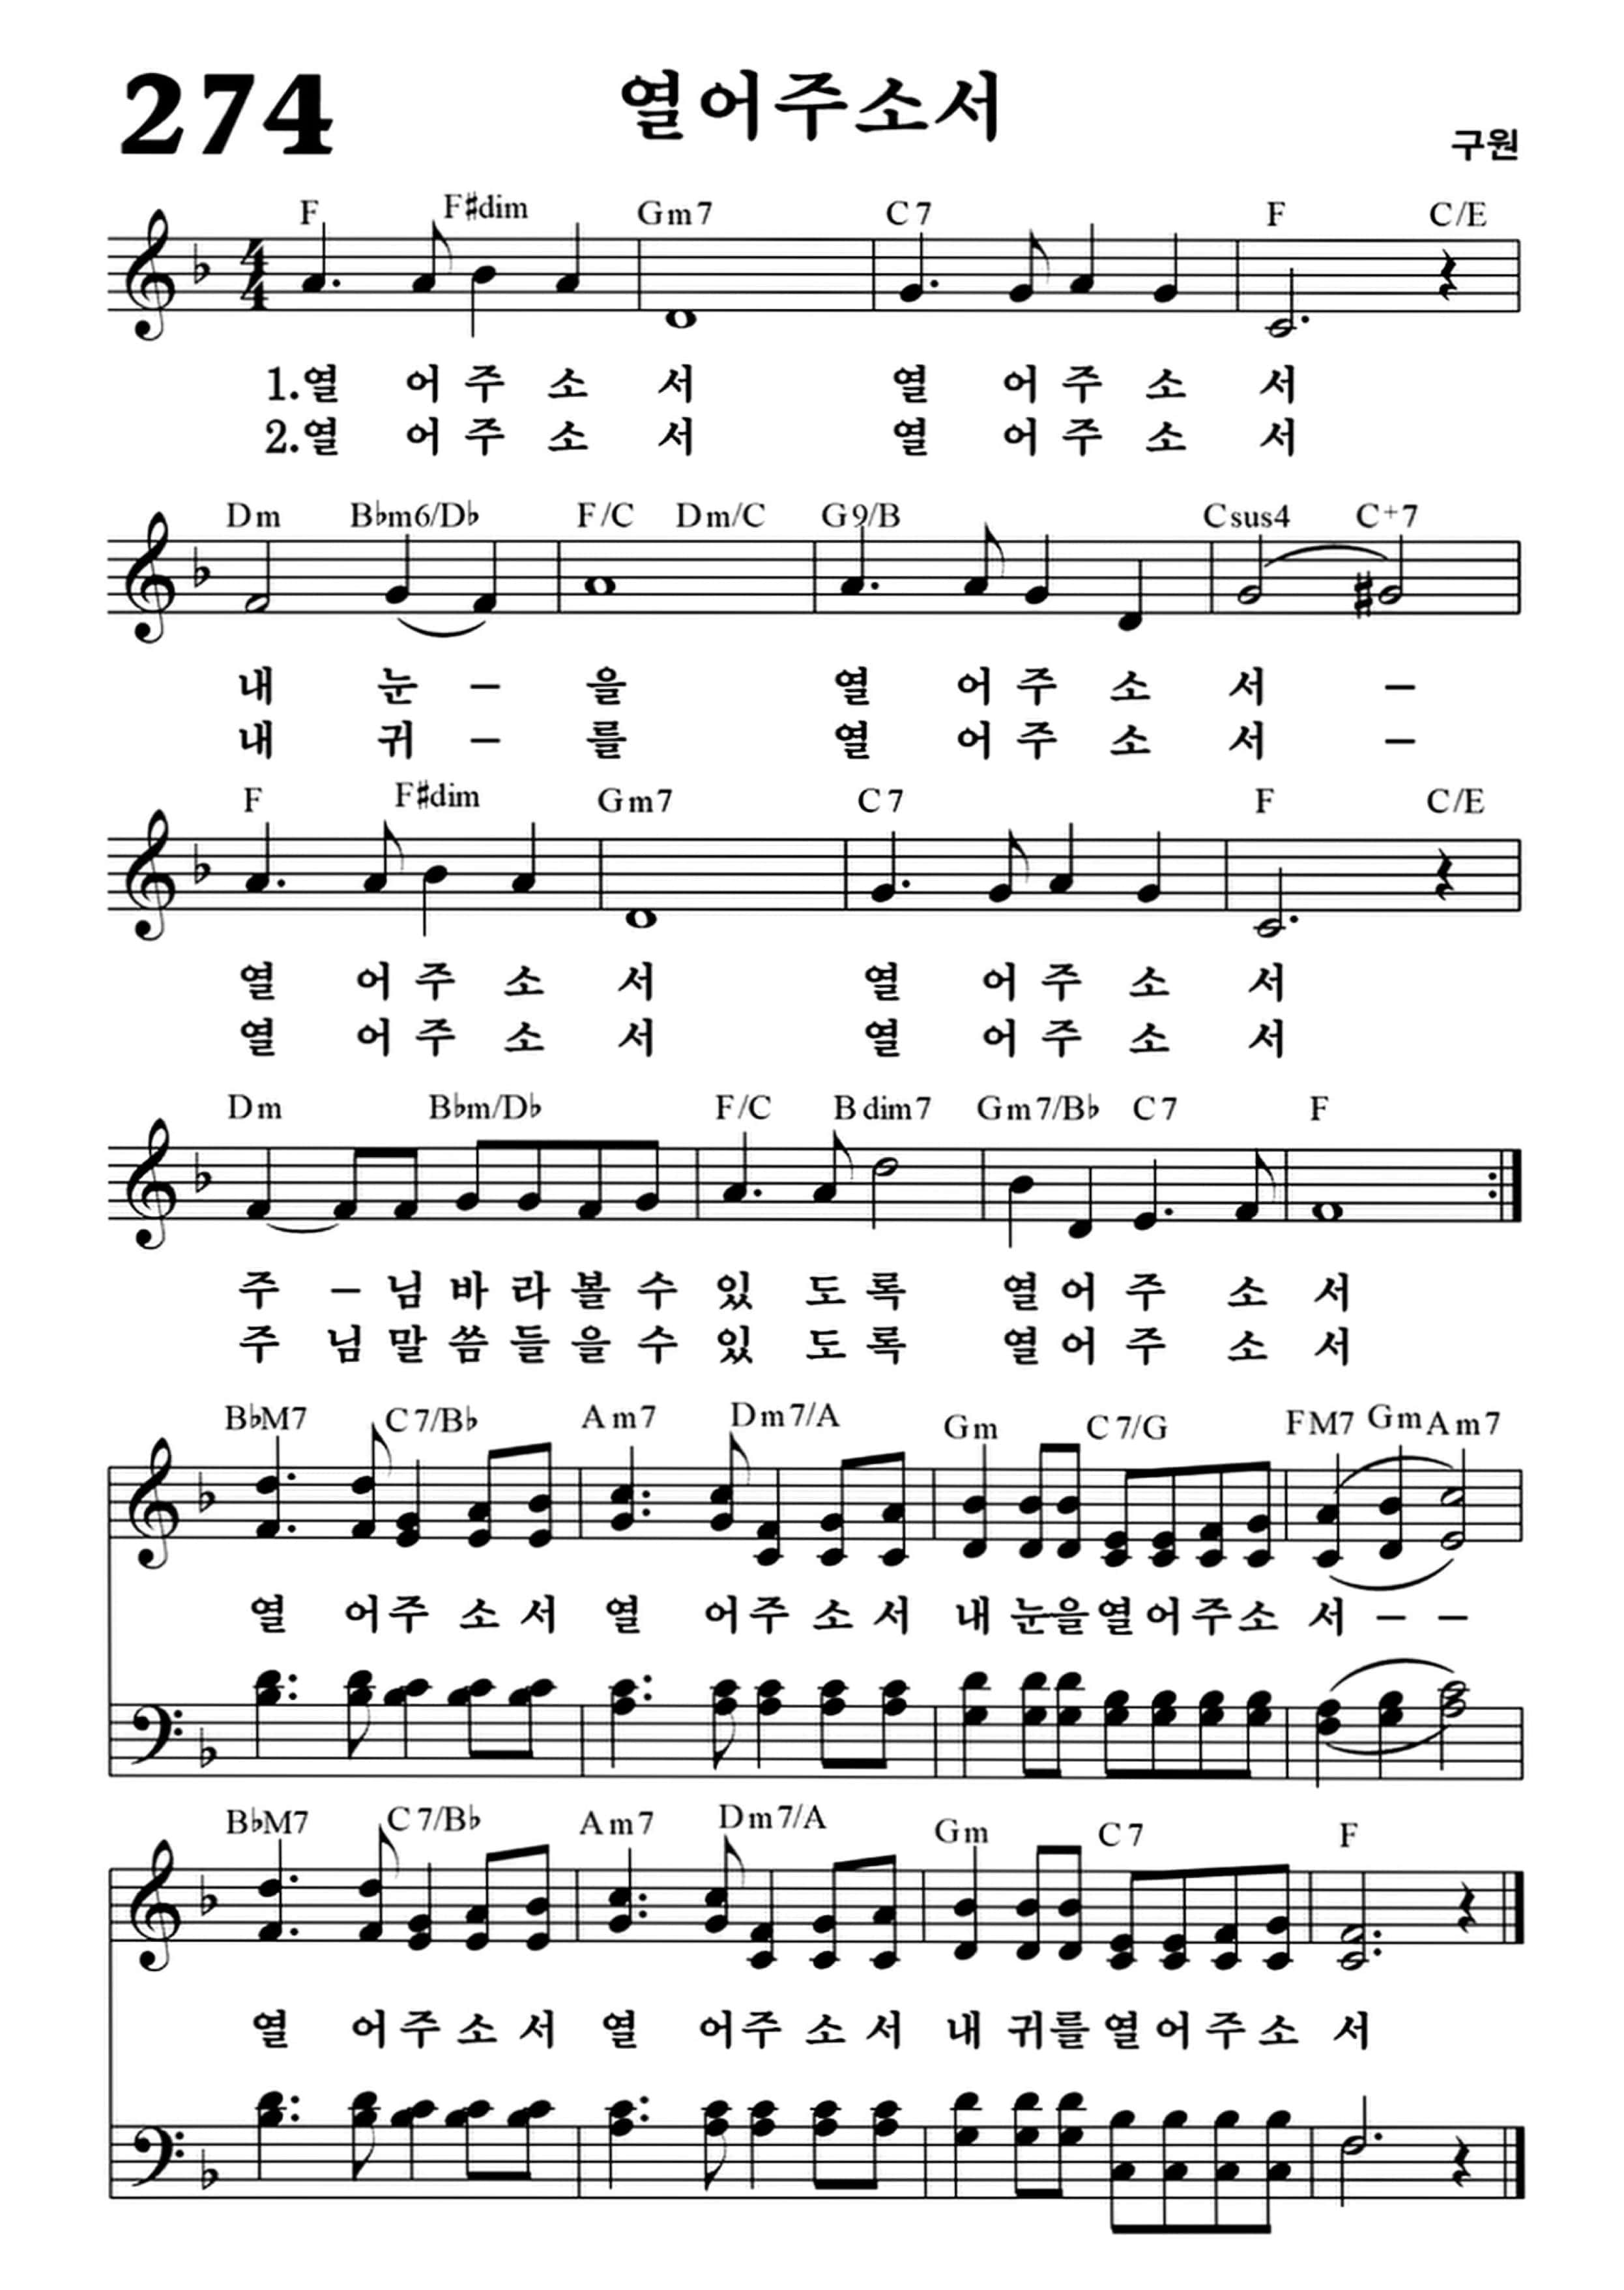 274
열어주소서
구원
F F♯dim Gm7 C7 F C/E
1.열 어 주 소 서 열 어 주 소 서
2.열 어 주 소 서 열 어 주 소 서
Dm B♭m6/D♭ F/C Dm/C G9/B Csus4 C+7
내 눈 – 을 열 어 주 소 서 –
내 귀 – 를 열 어 주 소 서 –
F F♯dim Gm7 C7 F C/E
열 어 주 소 서 열 어 주 소 서
열 어 주 소 서 열 어 주 소 서
Dm B♭m/D♭ F/C Bdim7 Gm7/B♭ C7 F
주 – 님 바 라 볼 수 있 도 록 열 어 주 소 서
주 님 말 씀 들 을 수 있 도 록 열 어 주 소 서
B♭M7 C7/B♭ Am7 Dm7/A Gm C7/G FM7 Gm Am7
열 어 주 소 서 열 어 주 소 서 내 눈 을 열 어 주 소 서 – –
B♭M7 C7/B♭ Am7 Dm7/A Gm C7 F
열 어 주 소 서 열 어 주 소 서 내 귀 를 열 어 주 소 서